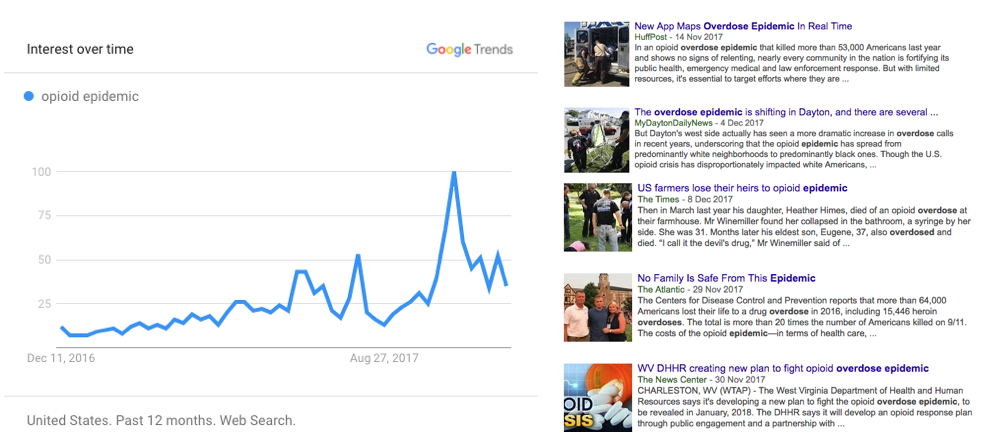 Interest over time
Google Trends
opioid epidemic
100
75
50
25
Dec 11, 2016
Aug 27, 2017
United States. Past 12 months. Web Search.
New App Maps Overdose Epidemic In Real Time
HuffPost - 14 Nov 2017
In an opioid overdose epidemic that killed more than 53,000 Americans last year
and shows no signs of relenting, nearly every community in the nation is fortifying its
public health, emergency medical and law enforcement response. But with limited
resources, it's essential to target efforts where they are ...
The overdose epidemic is shifting in Dayton, and there are several ...
MyDaytonDailyNews - 4 Dec 2017
But Dayton's west side actually has seen a more dramatic increase in overdose calls
in recent years, underscoring that the opioid epidemic has spread from
predominantly white neighborhoods to predominantly black ones. Though the U.S.
opioid crisis has disproportionately impacted white Americans, ...
US farmers lose their heirs to opioid epidemic
The Times - 8 Dec 2017
Then in March last year his daughter, Heather Himes, died of an opioid overdose at
their farmhouse. Mr Winemiller found her collapsed in the bathroom, a syringe by her
side. She was 31. Months later his eldest son, Eugene, 37, also overdosed and
died. "I call it the devil's drug," Mr Winemiller said of ...
No Family Is Safe From This Epidemic
The Atlantic - 29 Nov 2017
The Centers for Disease Control and Prevention reports that more than 64,000
Americans lost their life to a drug overdose in 2016, including 15,446 heroin
overdoses. The total is more than 20 times the number of Americans killed on 9/11.
The costs of the opioid epidemic—in terms of health care, ...
OID
SIS
WV DHHR creating new plan to fight opioid overdose epidemic
The News Center - 30 Nov 2017
CHARLESTON, WV (WTAP) - The West Virginia Department of Health and Human
Resources says it's developing a new plan to fight the opioid overdose epidemic, to
be revealed in January, 2018. The DHHR says it will develop an opioid response plan
through public engagement and a partnership with ...